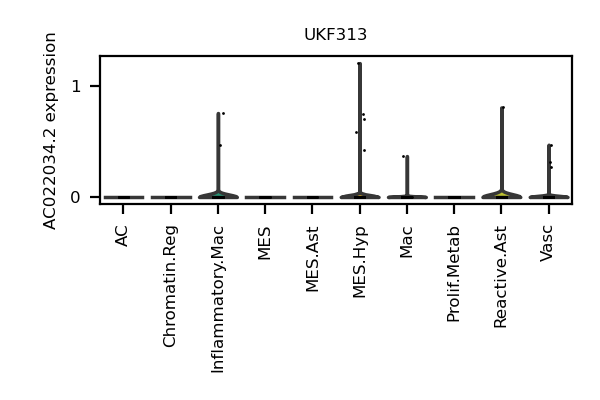 UKF313
AC022034.2 expression
1
0
AC
Chromatin.Reg
Inflammatory.Mac
MES
MES.Ast
MES.Hyp
Mac
Prolif.Metab
Reactive.Ast
Vasc